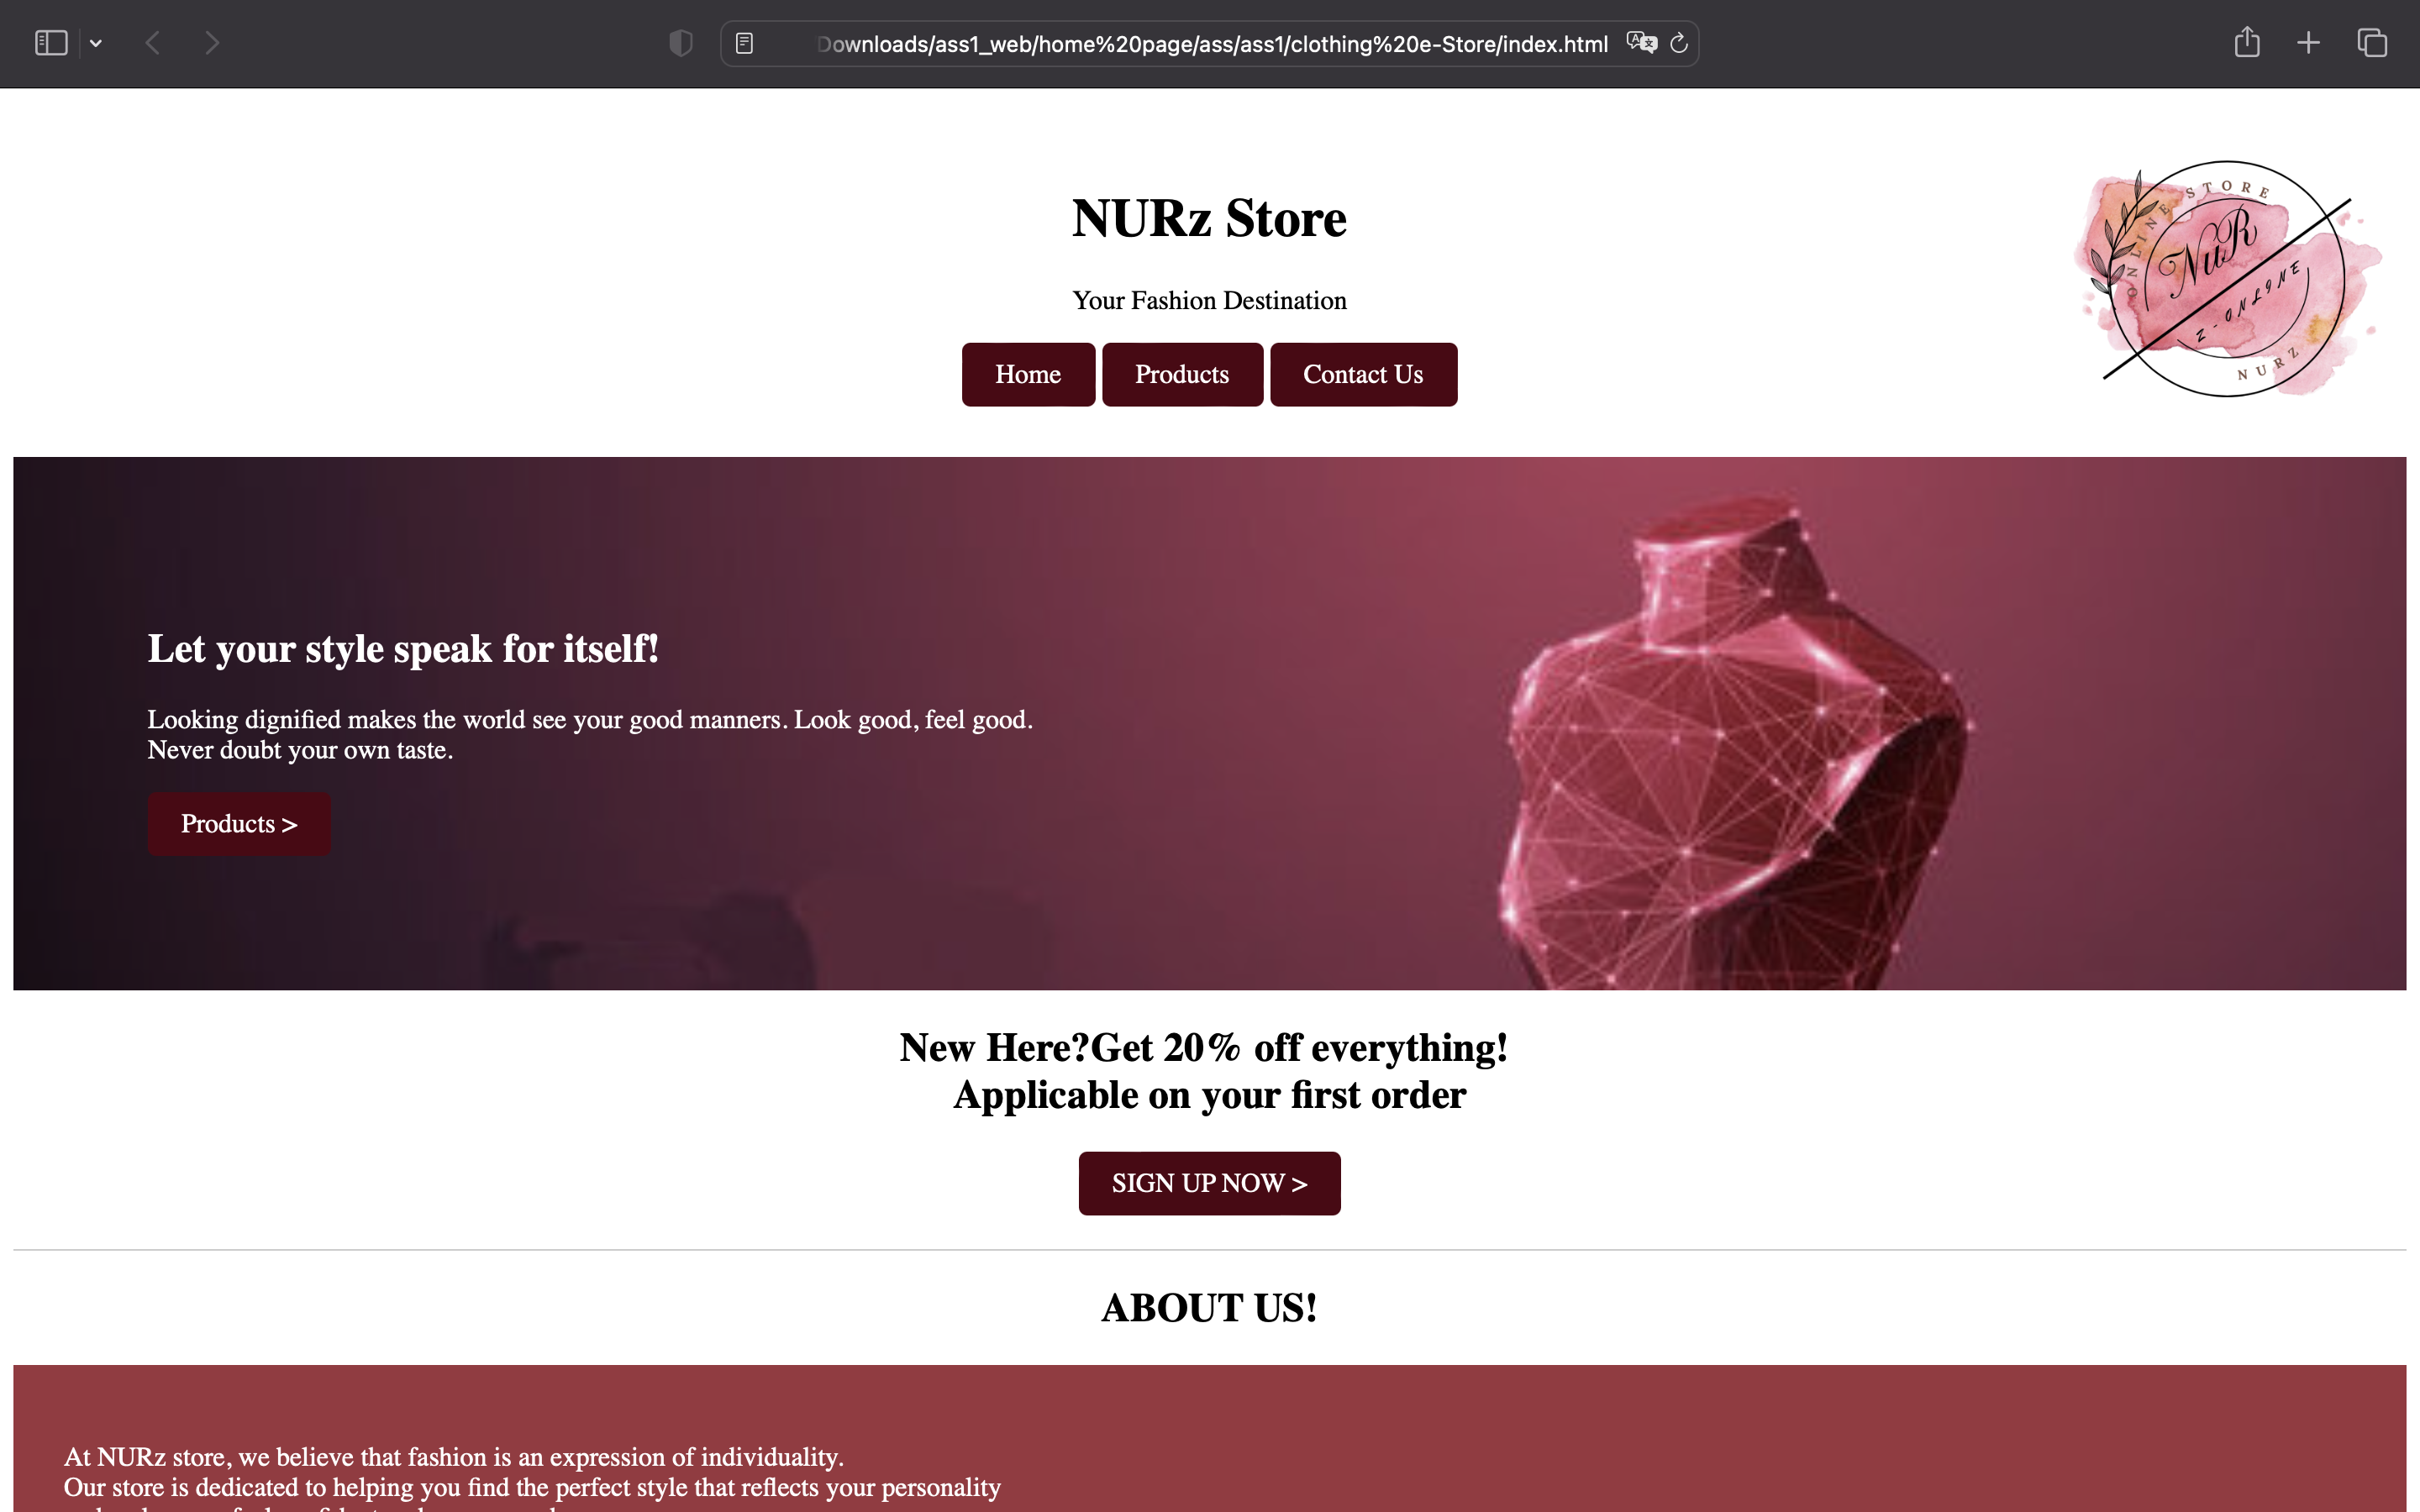 Downloads/ass1_web/home%20page/ass/ass1/clothing%20e-Store/index.html
NURz Store
Your Fashion Destination
Home
Products
Contact Us
ONLINE STORE
NuR
Z-ONLINE
NURZ
Let your style speak for itself!
Looking dignified makes the world see your good manners. Look good, feel good.
Never doubt your own taste.
Products >
New Here?Get 20% off everything!
Applicable on your first order
SIGN UP NOW >
ABOUT US!
At NURz store, we believe that fashion is an expression of individuality.
Our store is dedicated to helping you find the perfect style that reflects your personality